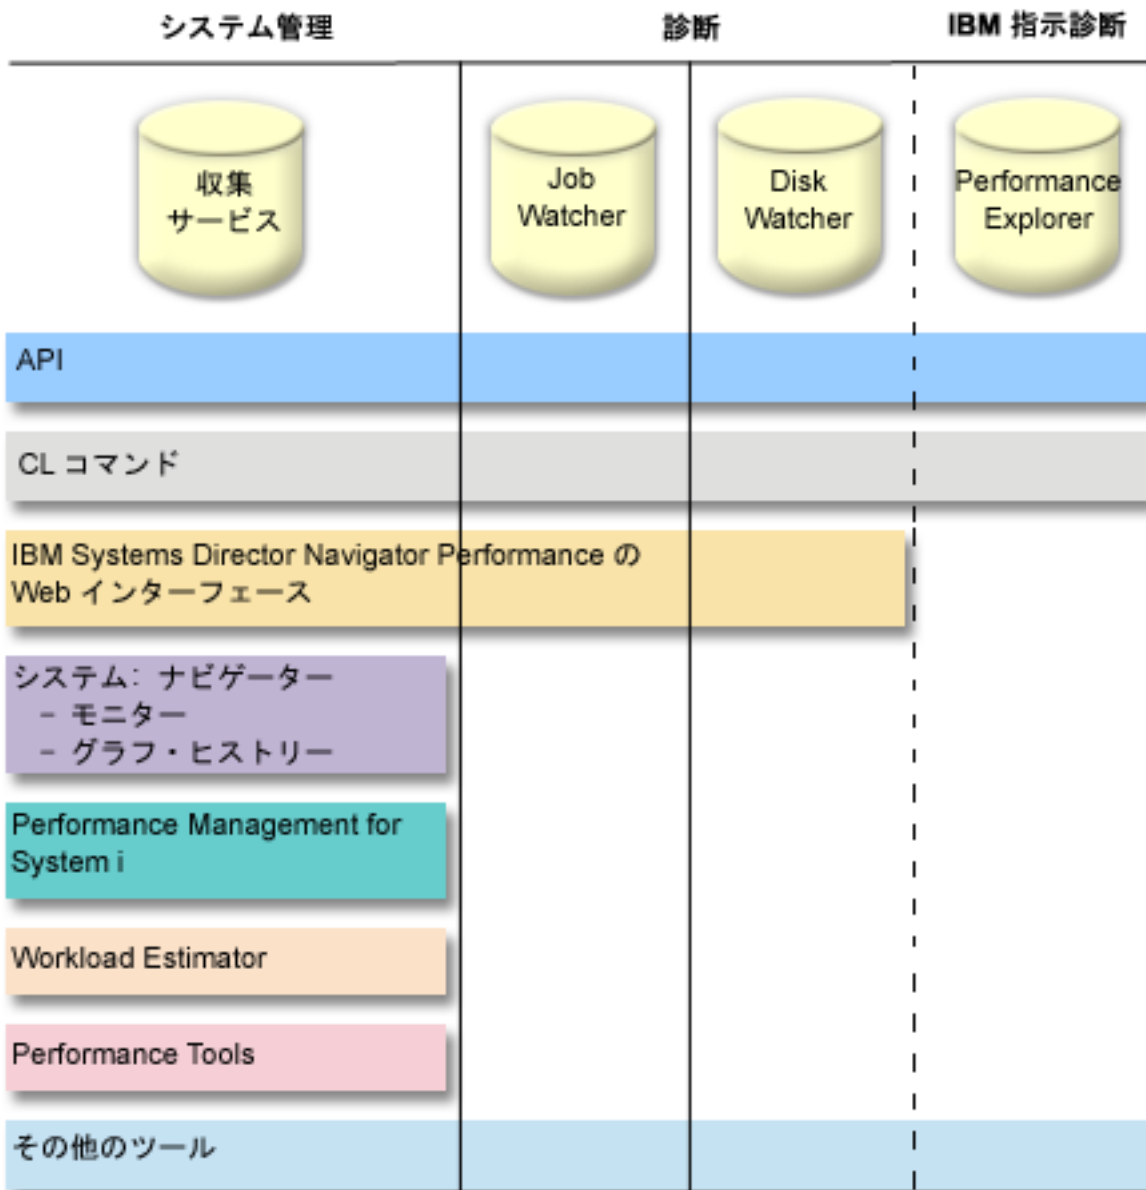 システム管理
診断
IBM 指示診断
収集
サービス
Job
Watcher
Disk
Watcher
Performance
Explorer
API
CL コマンド
IBM Systems Director Navigator Performance の
Web インターフェース
システム: ナビゲーター
- モニター
- グラフ・ヒストリー
Performance Management for
System i
Workload Estimator
Performance Tools
その他のツール